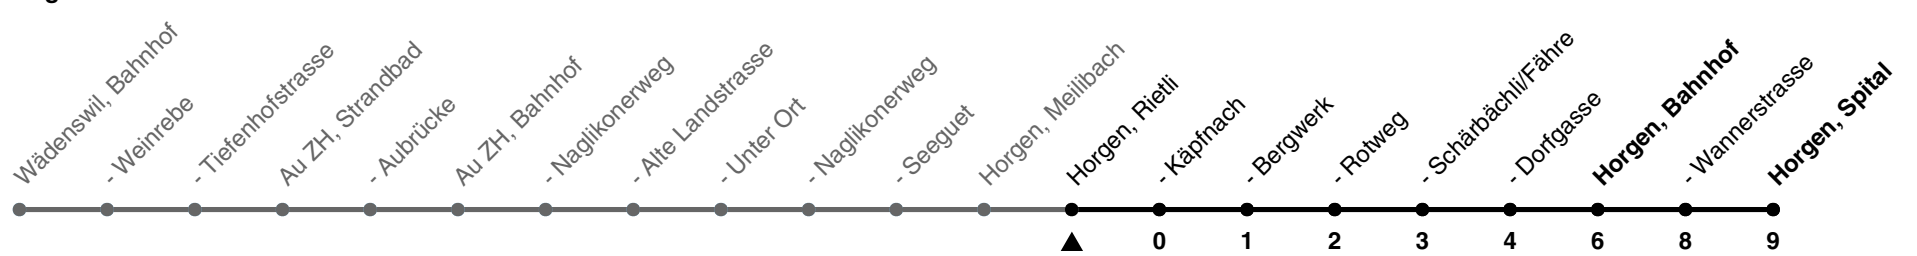 Wädenswil, Bahnhof
- Weinrebe
- Tiefenhofstrasse
Au ZH, Strandbad
- Aubrücke
Au ZH, Bahnhof
- Naglikonerweg
- Alte Landstrasse
- Unter Ort
- Naglikonerweg
- Seeguet
Horgen, Meilibach
Horgen, Rietli
- Käpfnach
- Bergwerk
- Rotweg
- Schärbächli/Fähre
- Dorfgasse
Horgen, Bahnhof
- Wannerstrasse
Horgen, Spital
0 1 2 3 4 6 8 9